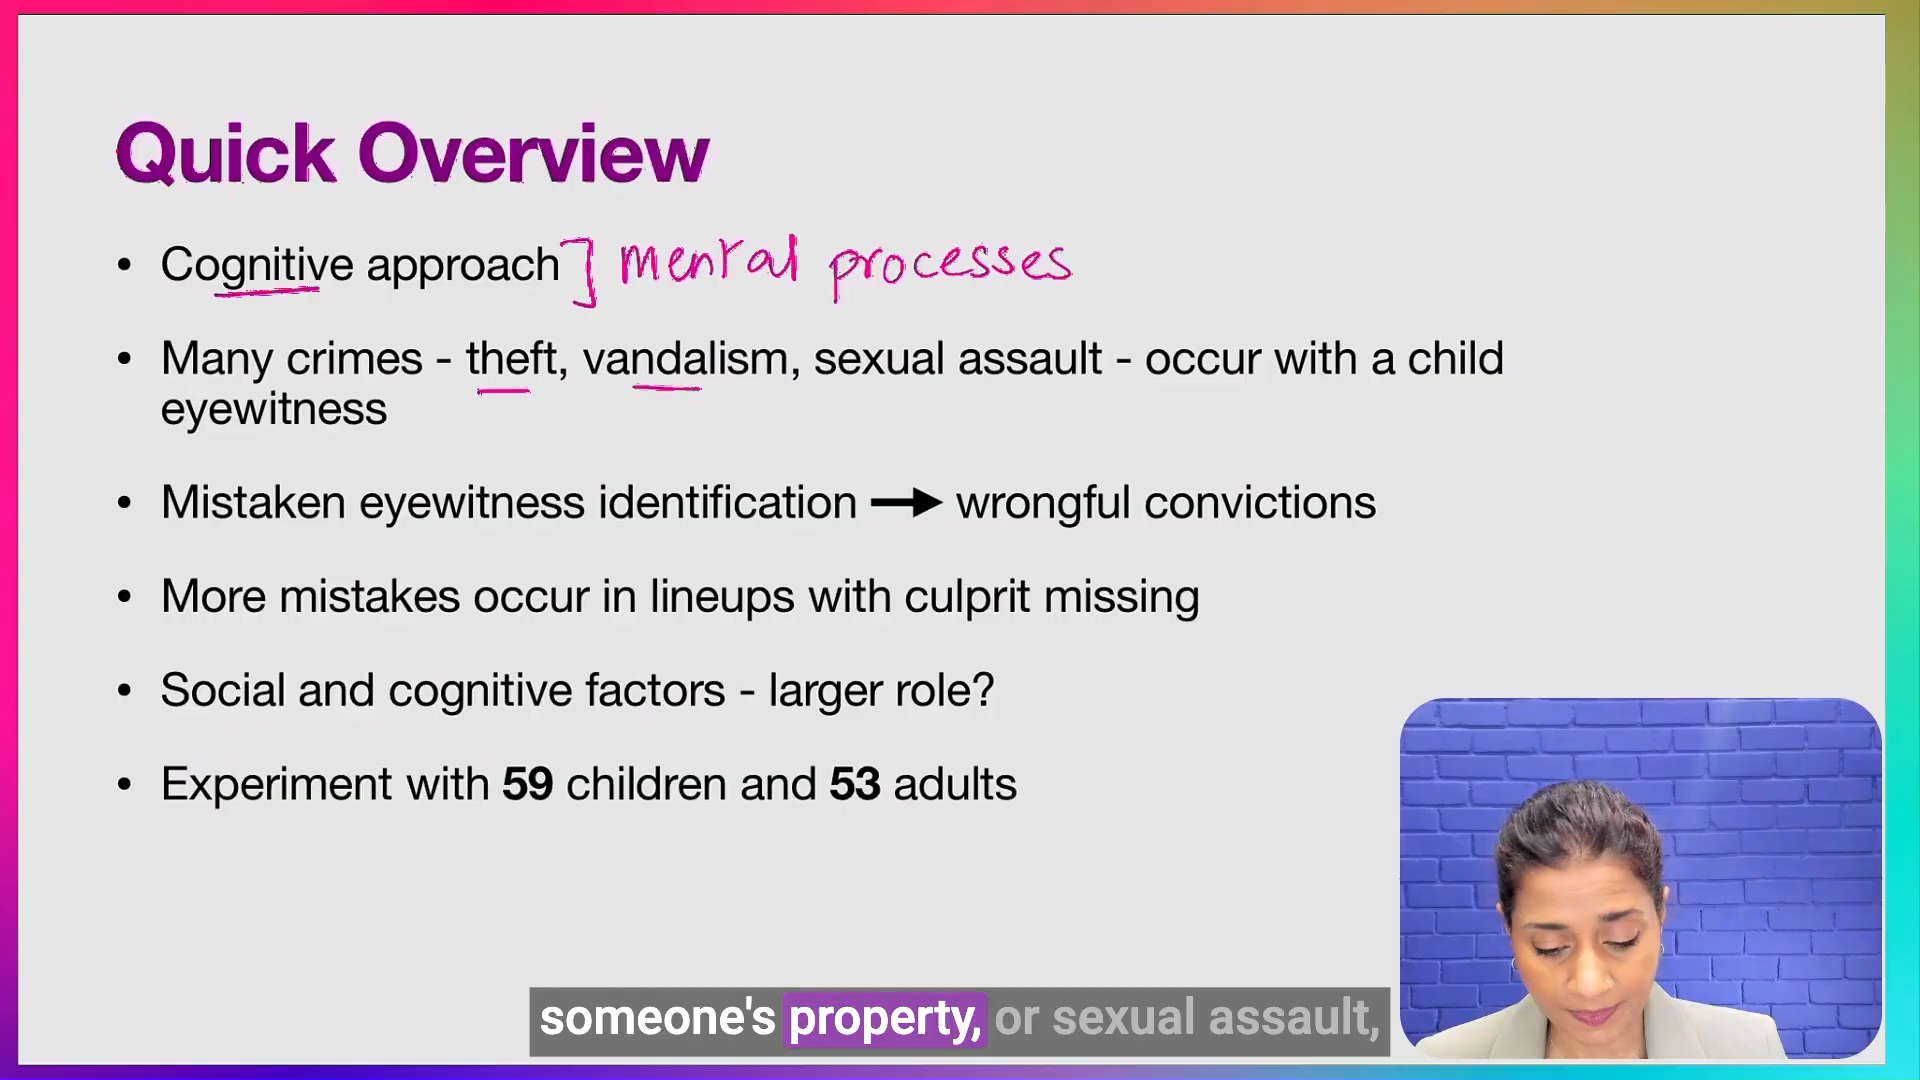 Quick Overview
• Cognitive approach ] mental processes
• Many crimes - theft, vandalism, sexual assault - occur with a child
eyewitness
• Mistaken eyewitness identification → wrongful convictions
• More mistakes occur in lineups with culprit missing
• Social and cognitive factors - larger role?
• Experiment with 59 children and 53 adults
someone's property, or sexual assault,